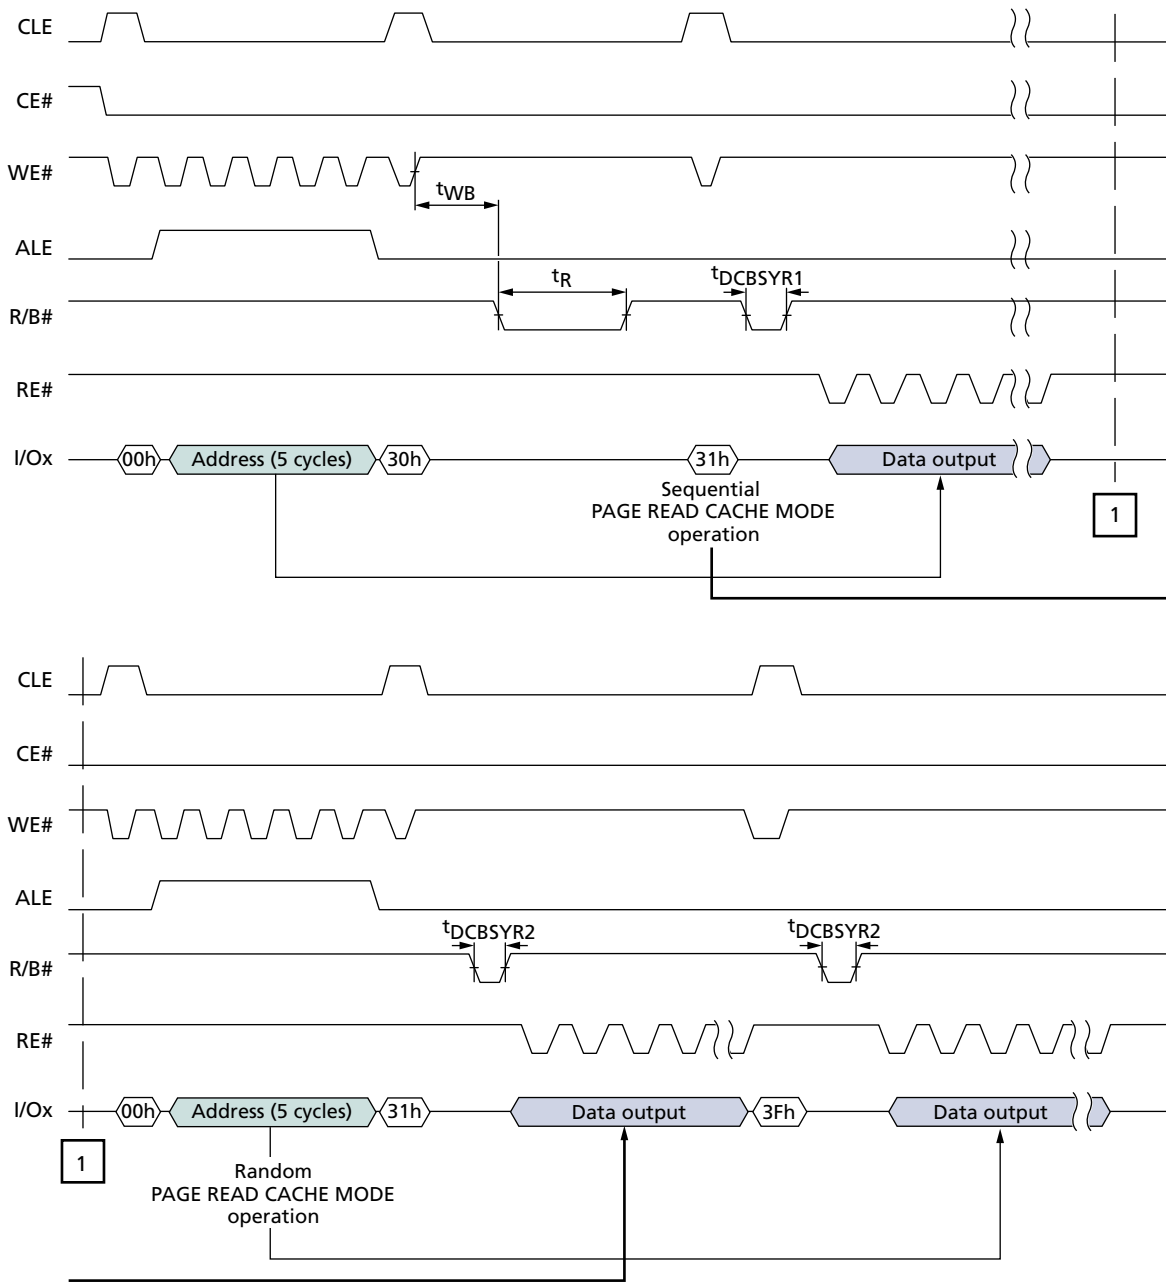 CLE
CE#
WE#
tWB
ALE
tR
tDCBSYR1
R/B#
RE#
I/Ox
00h
Address (5 cycles)
30h
31h
Data output
Sequential
PAGE READ CACHE MODE
operation
1
CLE
CE#
WE#
ALE
tDCBSYR2
tDCBSYR2
R/B#
RE#
I/Ox
00h
Address (5 cycles)
31h
Data output
3Fh
Data output
1
Random
PAGE READ CACHE MODE
operation